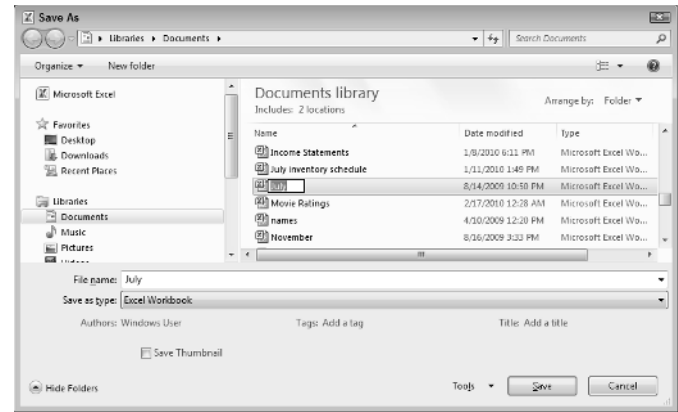 Save As
Libraries Documents
Search Documents
Organize New folder
Microsoft Excel
Favorites
Desktop
Downloads
Recent Places
Libraries
Documents
Music
Pictures
Documents library
Includes: 2 locations
Arrange by: Folder
Name Date modified Type
Income Statements 1/8/2010 6:11 PM Microsoft Excel Wo...
July inventory schedule 1/11/2010 1:49 PM Microsoft Excel Wo...
July 8/14/2009 10:50 PM Microsoft Excel Wo...
Movie Ratings 2/17/2010 12:28 AM Microsoft Excel Wo...
names 4/10/2009 12:20 PM Microsoft Excel Wo...
November 8/16/2009 3:33 PM Microsoft Excel Wo...
File name: July
Save as type: Excel Workbook
Authors: Windows User Tags: Add a tag Title: Add a title
Save Thumbnail
Hide Folders Tools Save Cancel